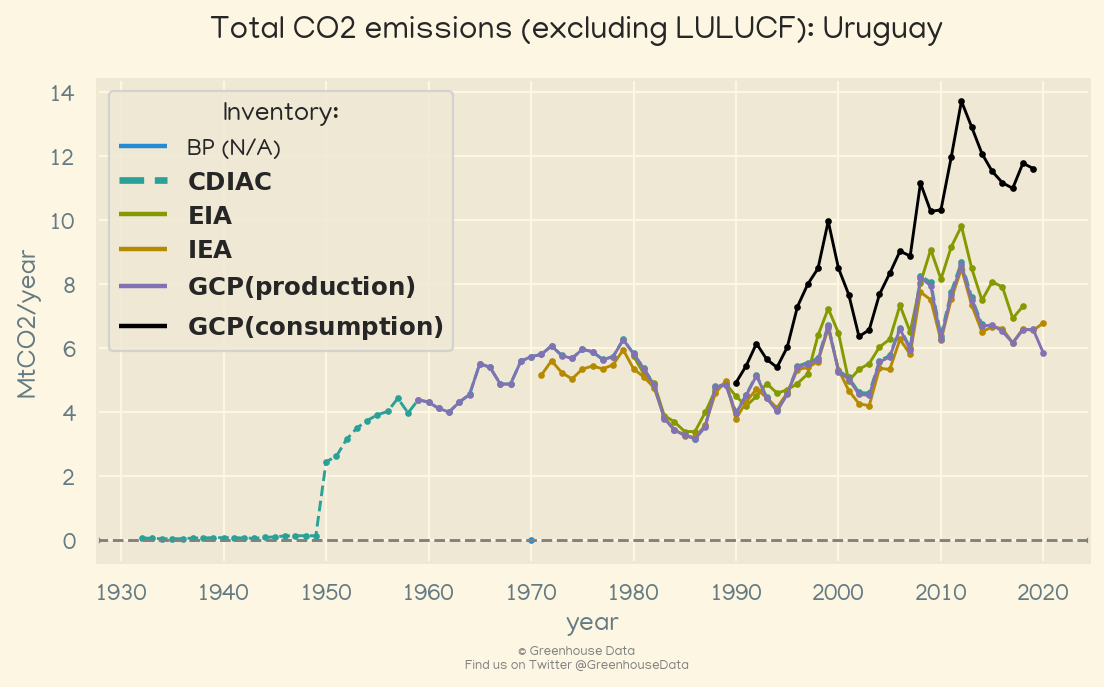 Total CO2 emissions (excluding LULUCF): Uruguay
Inventory:
BP (N/A)
CDIAC
EIA
IEA
GCP(production)
GCP(consumption)
14
12
10
8
6
4
2
0
MtCO2/year
1930 1940 1950 1960 1970 1980 1990 2000 2010 2020
year
© Greenhouse Data
Find us on Twitter @GreenhouseData